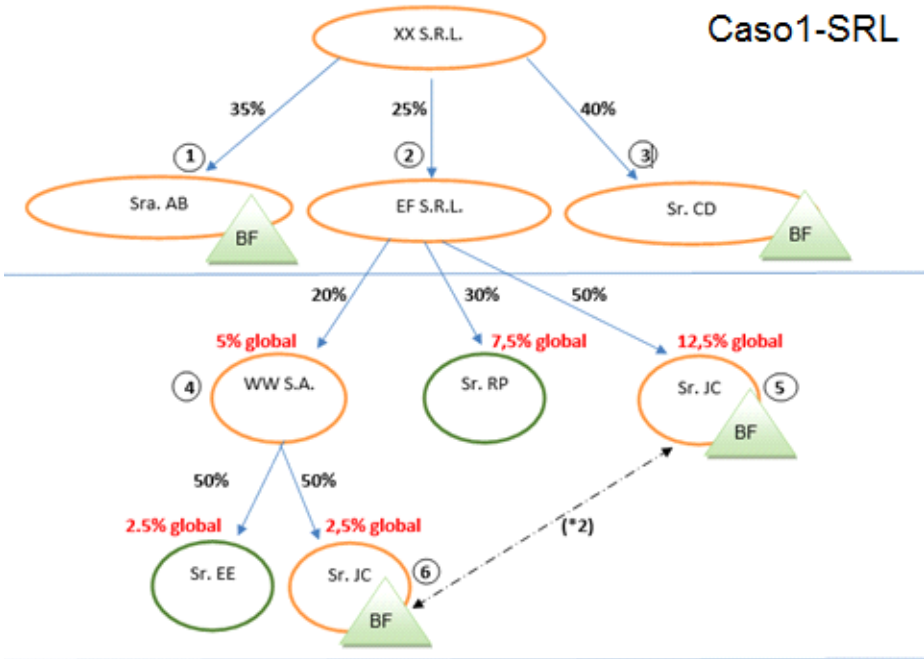 Caso1-SRL
XX S.R.L.
35%
25%
40%
1
2
3
Sra. AB
BF
EF S.R.L.
Sr. CD
BF
20%
30%
50%
5% global
7,5% global
12,5% global
4
WW S.A.
Sr. RP
Sr. JC
5
BF
50%
50%
2.5% global
2,5% global
(*2)
Sr. EE
Sr. JC
6
BF